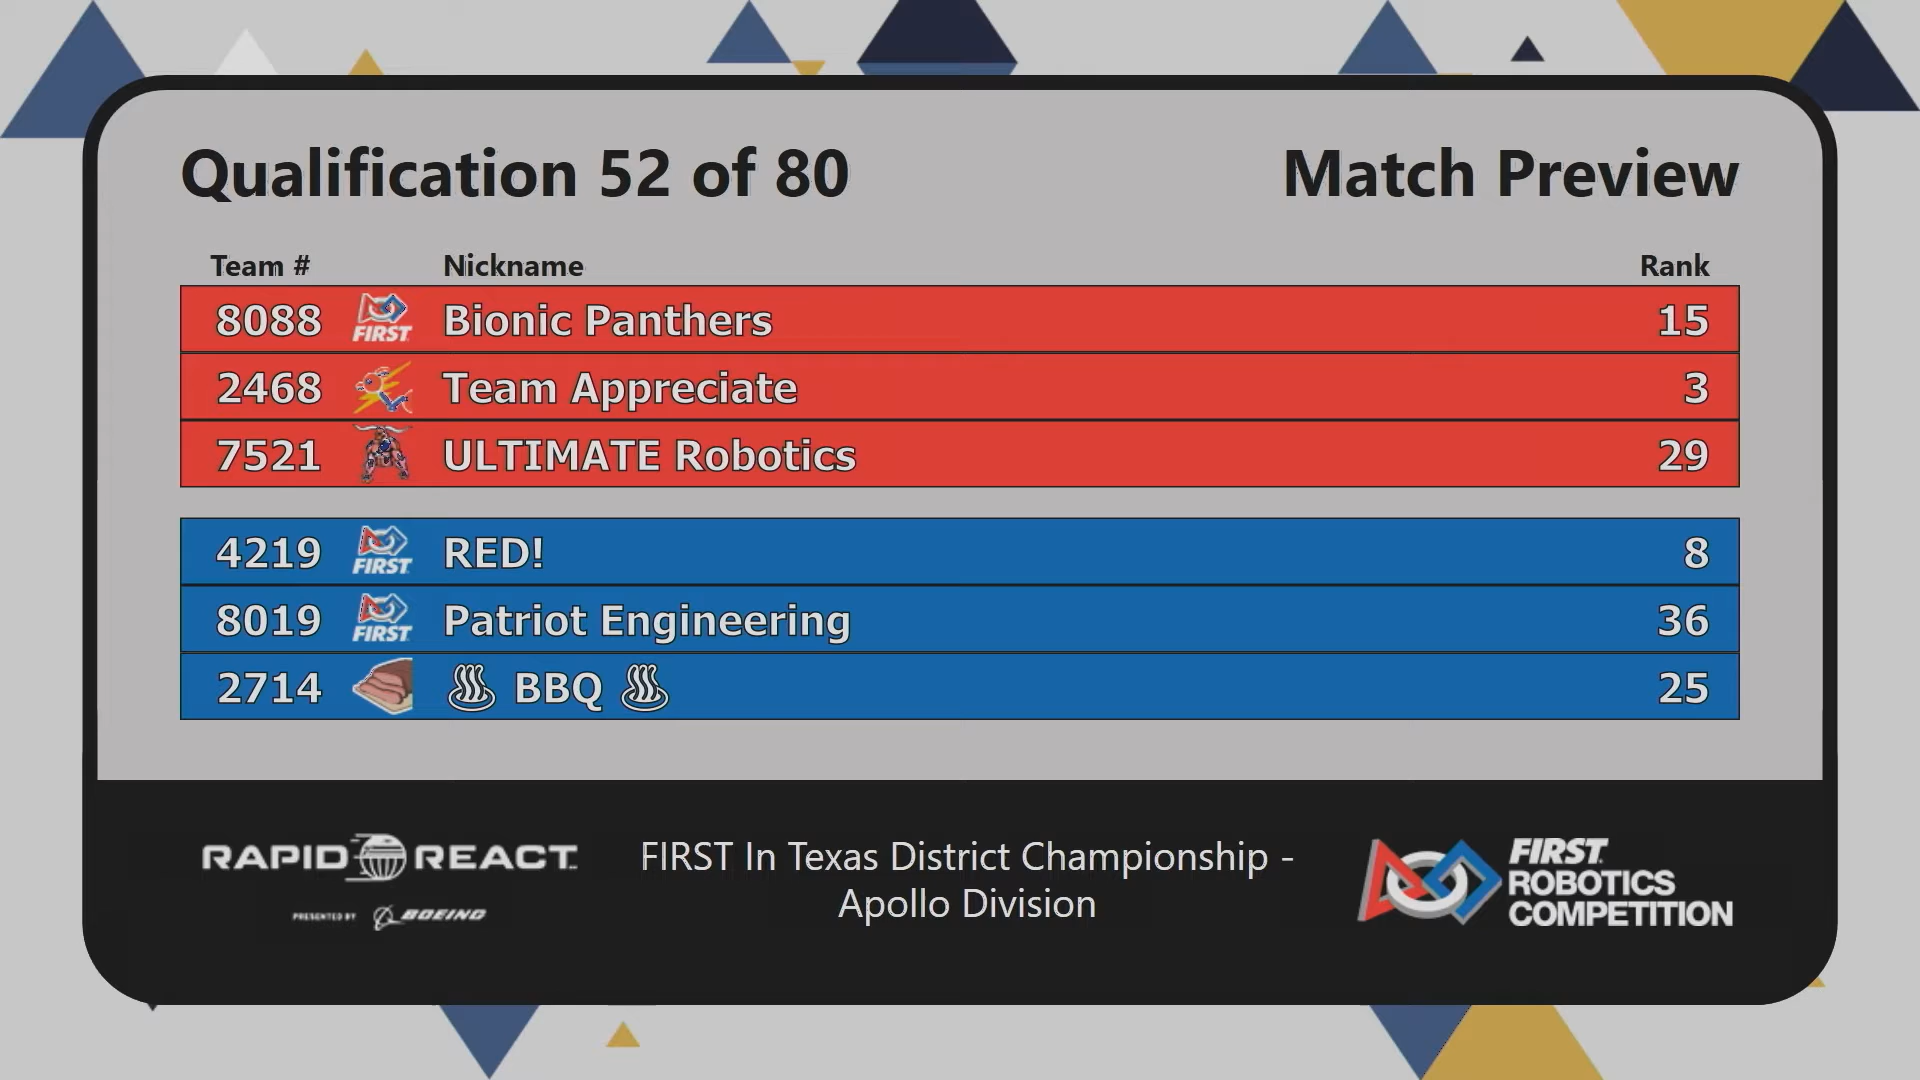 Qualification 52 of 80 Match Preview
Team # Nickname Rank
8088 FIRST Bionic Panthers 15
2468 Team Appreciate 3
7521 ULTIMATE Robotics 29
4219 FIRST RED! 8
8019 FIRST Patriot Engineering 36
2714 ♨ BBQ ♨ 25
RAPID REACT
PRESENTED BY BOEING
FIRST In Texas District Championship -
Apollo Division
FIRST
ROBOTICS
COMPETITION